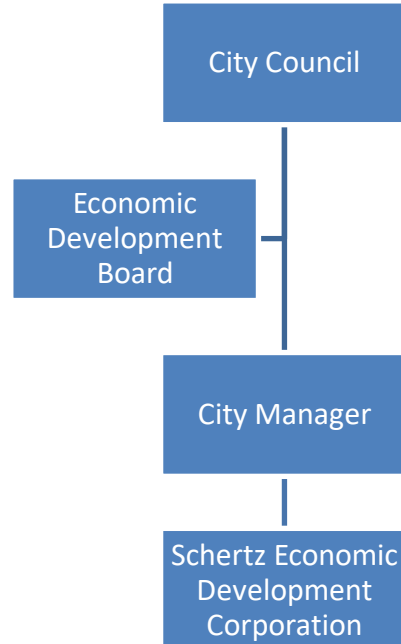 City Council
Economic
Development
Board
City Manager
Schertz Economic
Development
Corporation